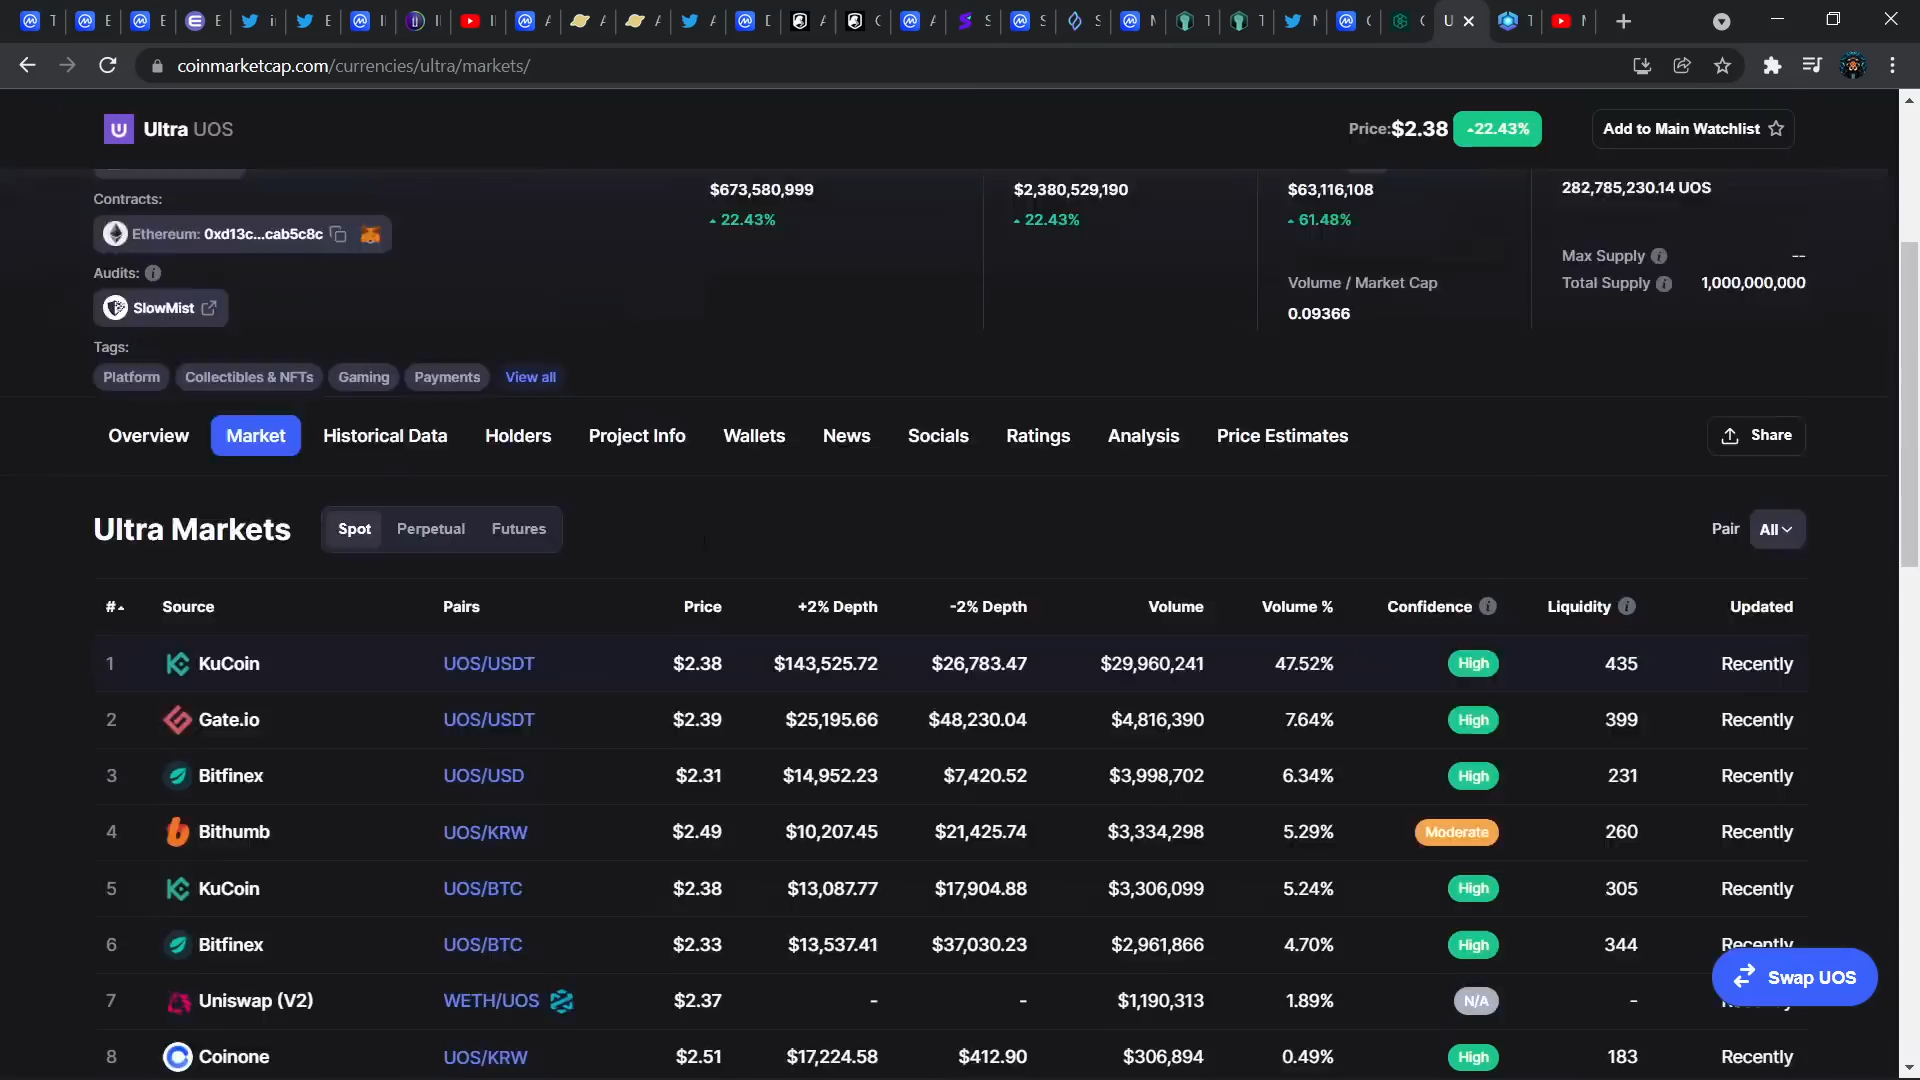 coinmarketcap.com/currencies/ultra/markets/
Ultra UOS
Price:$2.38 22.43% Add to Main Watchlist
Contracts:
Ethereum: 0xd13c...cab5c8c
Audits:
SlowMist
Tags:
Platform Collectibles & NFTs Gaming Payments View all
$673,580,999
22.43%
$2,380,529,190
22.43%
$63,116,108
61.48%
Volume / Market Cap
0.09366
282,785,230.14 UOS
Max Supply --
Total Supply 1,000,000,000
Overview Market Historical Data Holders Project Info Wallets News Socials Ratings Analysis Price Estimates Share
Ultra Markets Spot Perpetual Futures Pair All
# Source Pairs Price +2% Depth -2% Depth Volume Volume % Confidence Liquidity Updated
1 KuCoin UOS/USDT $2.38 $143,525.72 $26,783.47 $29,960,241 47.52% High 435 Recently
2 Gate.io UOS/USDT $2.39 $25,195.66 $48,230.04 $4,816,390 7.64% High 399 Recently
3 Bitfinex UOS/USD $2.31 $14,952.23 $7,420.52 $3,998,702 6.34% High 231 Recently
4 Bithumb UOS/KRW $2.49 $10,207.45 $21,425.74 $3,334,298 5.29% Moderate 260 Recently
5 KuCoin UOS/BTC $2.38 $13,087.77 $17,904.88 $3,306,099 5.24% High 305 Recently
6 Bitfinex UOS/BTC $2.33 $13,537.41 $37,030.23 $2,961,866 4.70% High 344 Recently
7 Uniswap (V2) WETH/UOS $2.37 - - $1,190,313 1.89% N/A -
Swap UOS
8 Coinone UOS/KRW $2.51 $17,224.58 $412.90 $306,894 0.49% High 183 Recently